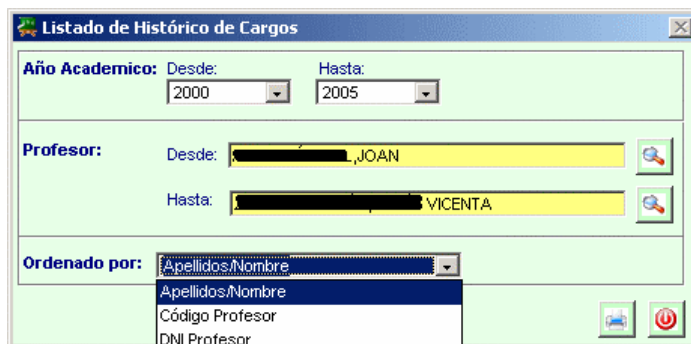 Listado de Histórico de Cargos
Año Academico: Desde: Hasta:
2000 2005
Profesor: Desde: ,JOAN
Hasta: VICENTA
Ordenado por: Apellidos/Nombre
Apellidos/Nombre
Código Profesor
DNI Profesor